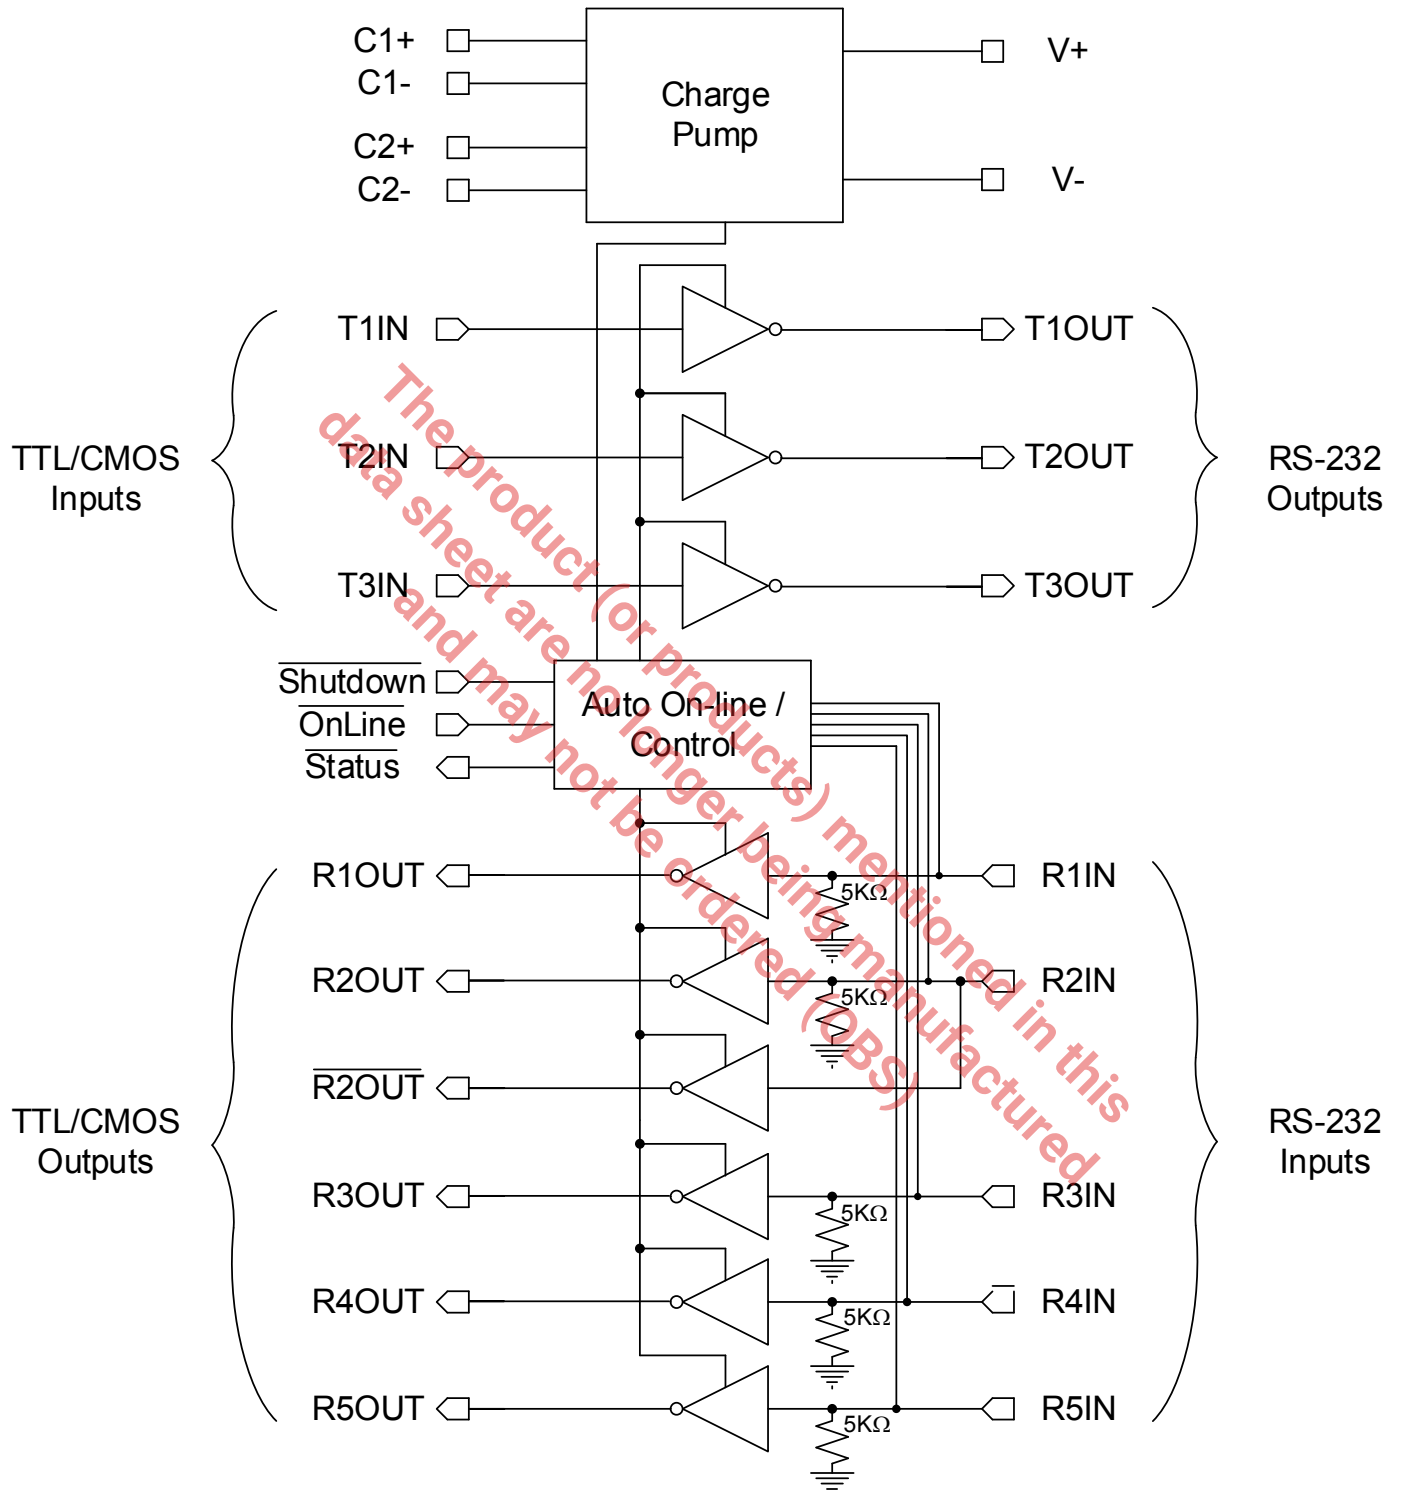 C1+
C1-
C2+
C2-
Charge
Pump
V+
V-
T1IN
T1OUT
T2IN
T2OUT
T3IN
T3OUT
TTL/CMOS
Inputs
RS-232
Outputs
Shutdown
OnLine
Status
Auto On-line /
Control
R1OUT
5KΩ
R1IN
R2OUT
5KΩ
R2IN
R2OUT
R3OUT
5KΩ
R3IN
R4OUT
5KΩ
R4IN
R5OUT
5KΩ
R5IN
TTL/CMOS
Outputs
RS-232
Inputs
The product (or products) mentioned in this
data sheet are no longer being manufactured
and may not be ordered (OBS)